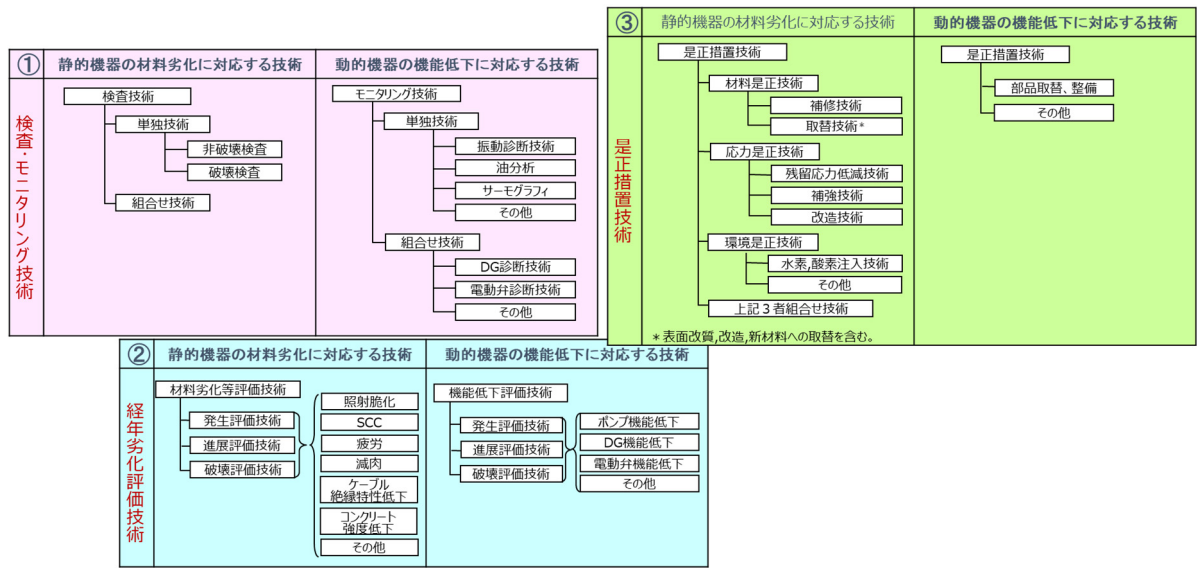 ①
静的機器の材料劣化に対応する技術
動的機器の機能低下に対応する技術
検査・モニタリング技術
検査技術
単独技術
非破壊検査
破壊検査
組合せ技術
モニタリング技術
単独技術
振動診断技術
油分析
サーモグラフィ
その他
組合せ技術
DG診断技術
電動弁診断技術
その他
②
静的機器の材料劣化に対応する技術
動的機器の機能低下に対応する技術
経年劣化評価技術
材料劣化等評価技術
発生評価技術
進展評価技術
破壊評価技術
照射脆化
SCC
疲労
減肉
ケーブル
絶縁特性低下
コンクリート
強度低下
その他
機能低下評価技術
発生評価技術
進展評価技術
破壊評価技術
ポンプ機能低下
DG機能低下
電動弁機能低下
その他
③
静的機器の材料劣化に対応する技術
動的機器の機能低下に対応する技術
是正措置技術
是正措置技術
材料是正技術
補修技術
取替技術*
応力是正技術
残留応力低減技術
補強技術
改造技術
環境是正技術
水素,酸素注入技術
その他
上記3者組合せ技術
*表面改質,改造,新材料への取替を含む。
是正措置技術
部品取替、整備
その他